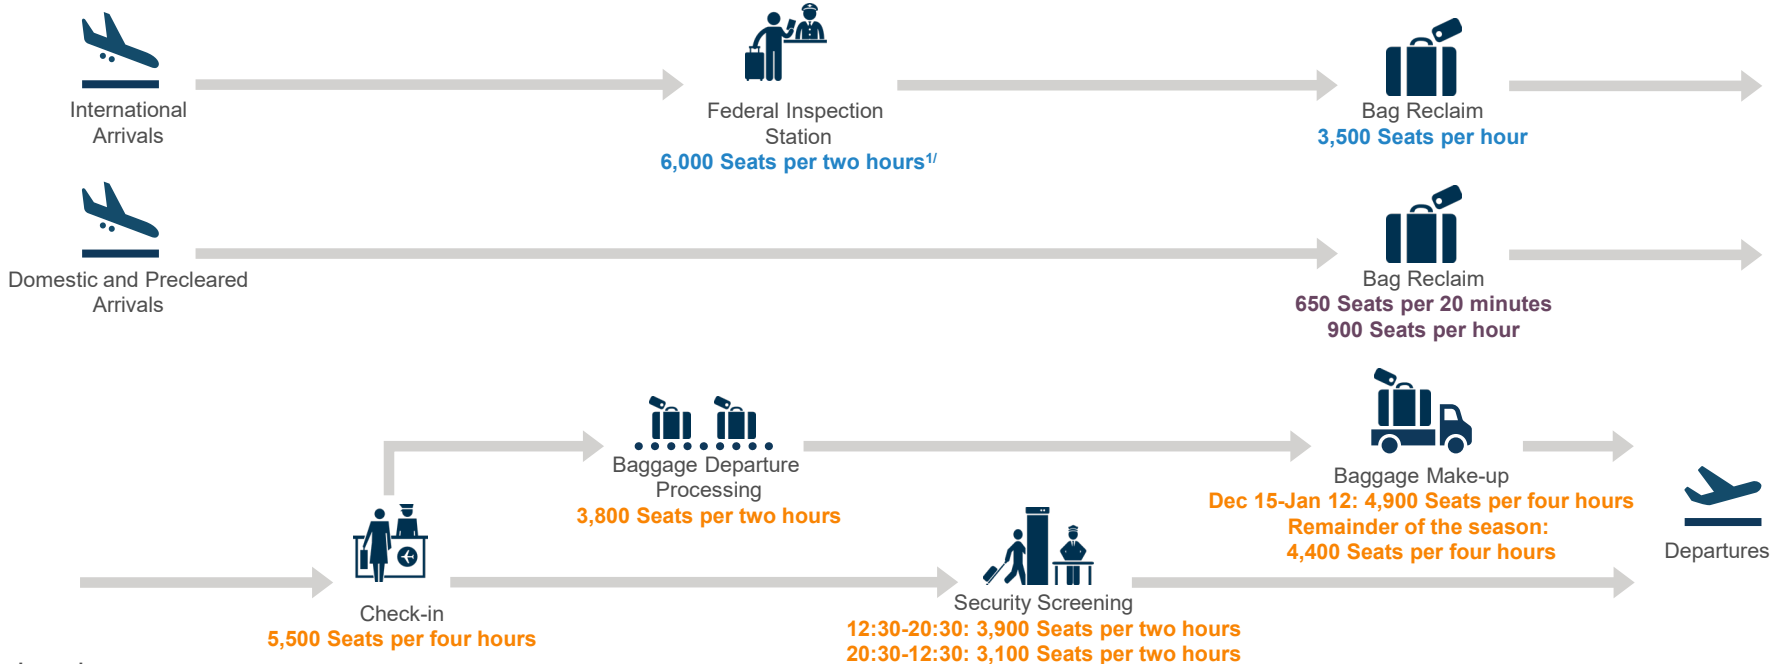 International
Arrivals
Federal Inspection
Station
6,000 Seats per two hours1/
Bag Reclaim
3,500 Seats per hour
Domestic and Precleared
Arrivals
Bag Reclaim
650 Seats per 20 minutes
900 Seats per hour
Baggage Departure
Processing
3,800 Seats per two hours
Baggage Make-up
Dec 15-Jan 12: 4,900 Seats per four hours
Remainder of the season:
4,400 Seats per four hours
Departures
Check-in
5,500 Seats per four hours
Security Screening
12:30-20:30: 3,900 Seats per two hours
20:30-12:30: 3,100 Seats per two hours